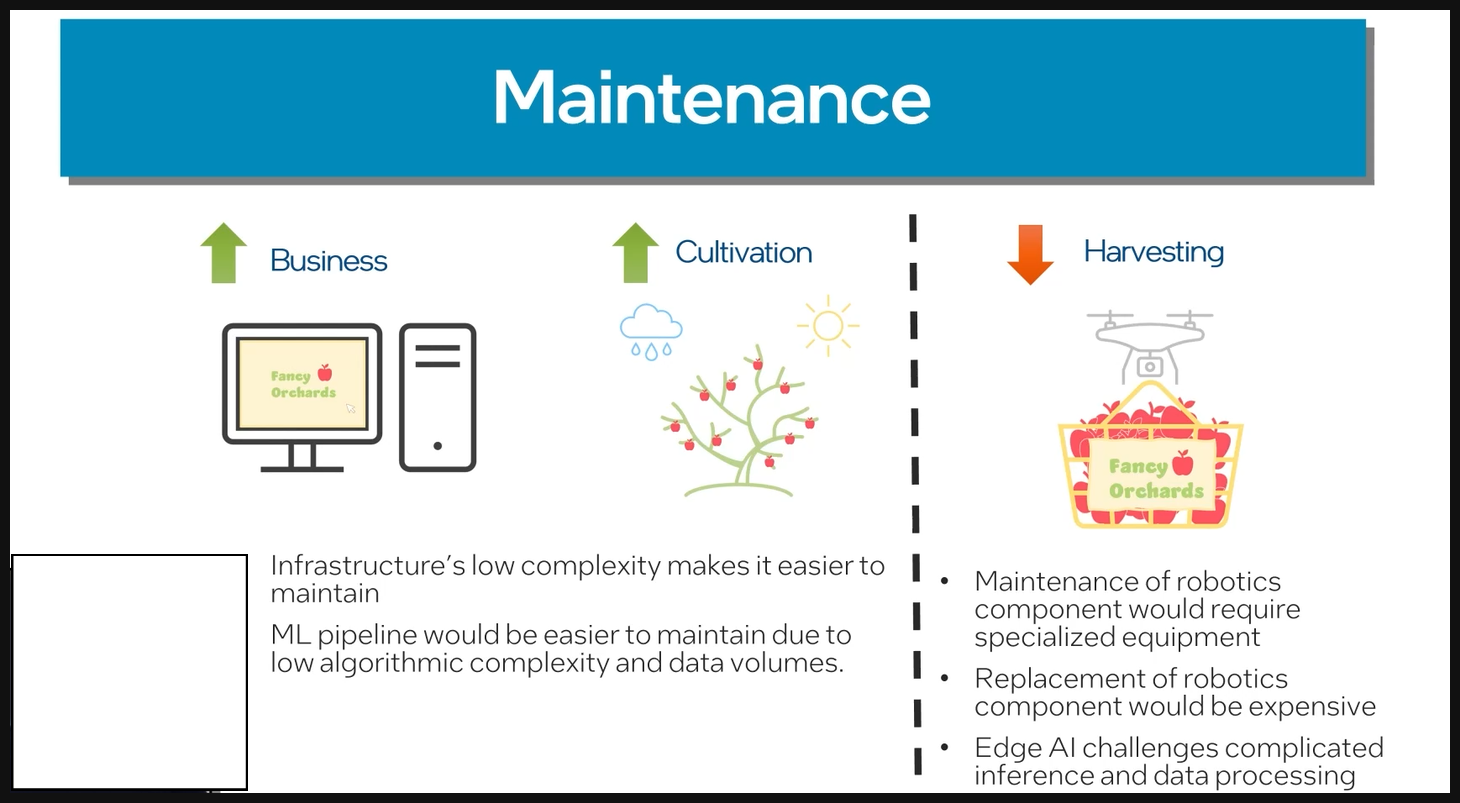 Maintenance
Business
Cultivation
Harvesting
Fancy
Orchards
Fancy
Orchards
Infrastructure’s low complexity makes it easier to
maintain
ML pipeline would be easier to maintain due to
low algorithmic complexity and data volumes.
• Maintenance of robotics
component would require
specialized equipment
• Replacement of robotics
component would be expensive
• Edge AI challenges complicated
inference and data processing